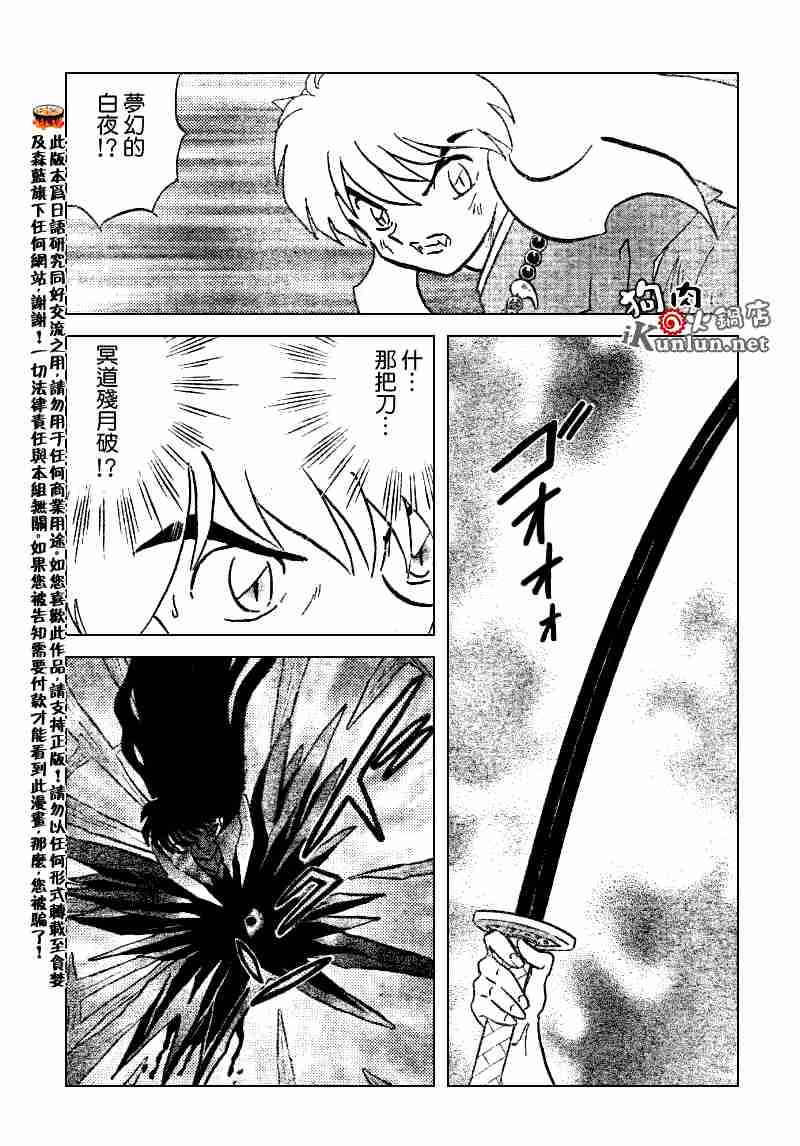 夢幻的
白夜!?
什…
那把刀…
冥道殘月破!?
ゴオオオ
狗肉火鍋店
iKunlun.net
此版本爲日語研究同好交流之用,請勿用于任何商業用途。如您喜歡此作品,請支持正版!請勿以任何形式轉載至貪婪
及森藍旗下任何網站,謝謝!一切法律責任與本組無關。如果您被告知需要付款才能看到此漫畫,那麽,您被騙了!